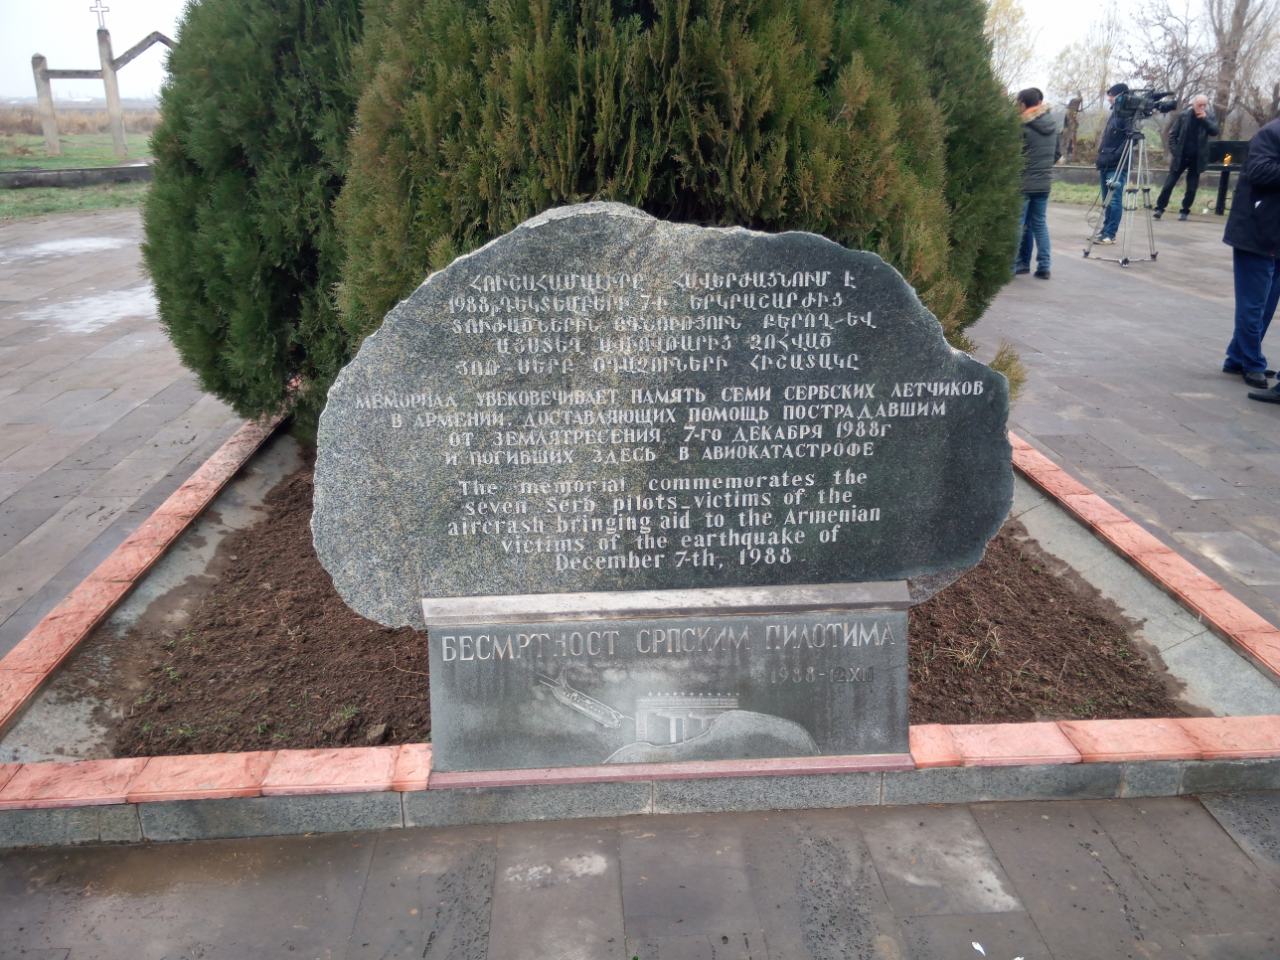 ՀՈՒՇԱՀԱՄԱԼԻՐԸ ՀԱՎԵՐԺԱՑՆՈՒՄ Է
1988թ. ԴԵԿՏԵՄԲԵՐԻ 7-Ի ԵՐԿՐԱՇԱՐԺԻՑ
ՏՈՒԺԱԾՆԵՐԻՆ ՕԳՆՈՒԹՅՈՒՆ ԲԵՐՈՂ ԵՎ
ԱՅՍՏԵՂ ԶՈՀՎԱԾ
ՅՈԹ ՍԵՐԲ ՕԴԱՉՈՒՆԵՐԻ ՀԻՇԱՏԱԿԸ
МЕМОРИАЛ УВЕКОВЕЧИВАЕТ ПАМЯТЬ СЕМИ СЕРБСКИХ ЛЕТЧИКОВ
В АРМЕНИИ, ДОСТАВЛЯЮЩИХ ПОМОЩЬ ПОСТРАДАВШИМ
ОТ ЗЕМЛЯТРЕСЕНИЯ 7-ГО ДЕКАБРЯ 1988г
И ПОГИБШИХ ЗДЕСЬ В АВИОКАТАСТРОФЕ
The memorial commemorates the
seven Serb pilots-victims of the
aircrash bringing aid to the Armenian
victims of the earthquake of
December 7-th, 1988
БЕСМРТНОСТ СРПСКИМ ПИЛОТИМА
1988-12XII